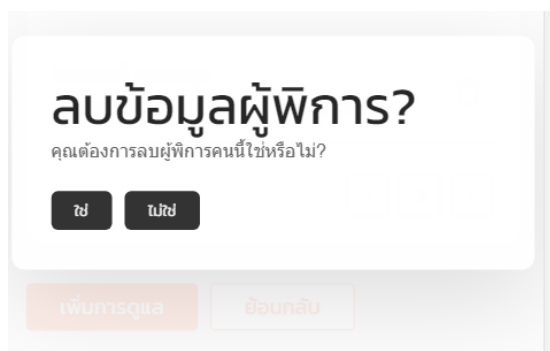 ลบข้อมูลผู้พิการ?
คุณต้องการลบผู้พิการคนนี้ใช่หรือไม่?
ใช่ ไม่ใช่
เพิ่มการดูแล ย้อนกลับ